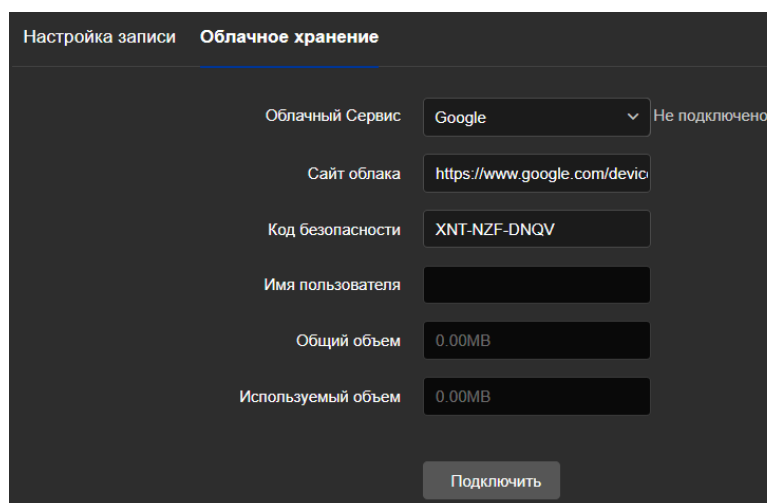 Настройка записи Облачное хранение
Облачный Сервис Google Не подключено
Сайт облака https://www.google.com/devic
Код безопасности XNT-NZF-DNQV
Имя пользователя
Общий объем 0.00MB
Используемый объем 0.00MB
Подключить